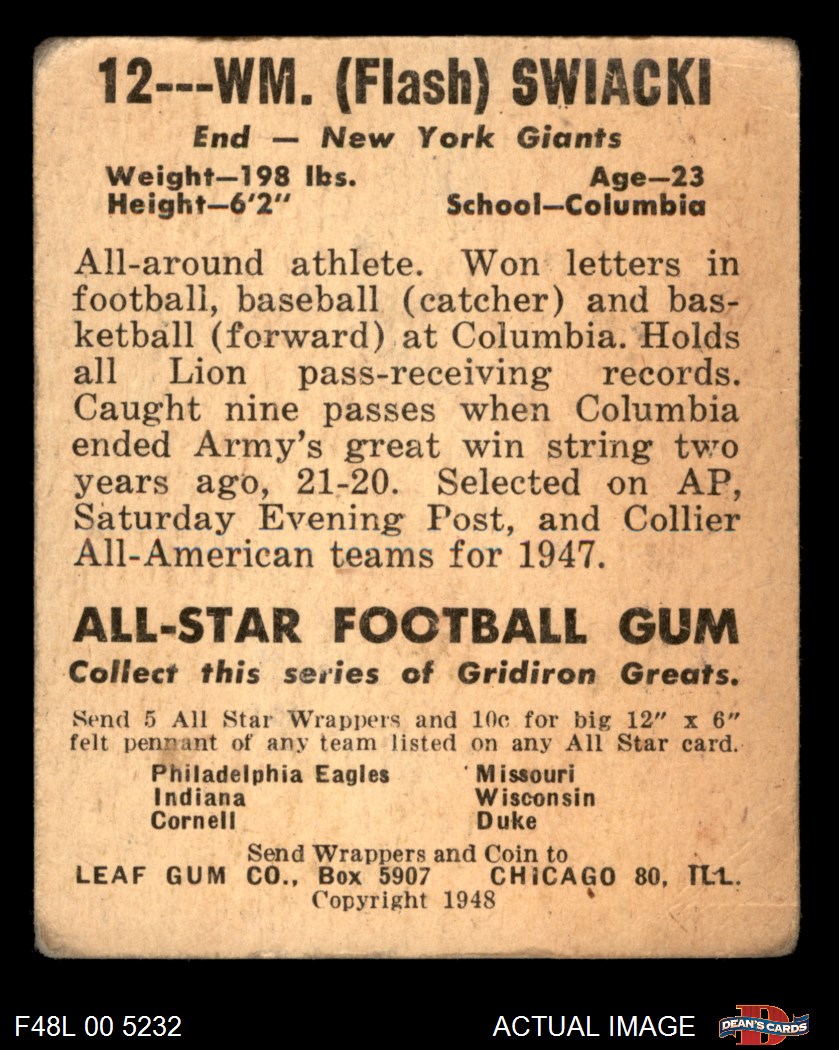 12---WM. (Flash) SWIACKI
End — New York Giants
Weight—198 lbs. Age—23
Height—6'2" School—Columbia
All-around athlete. Won letters in
football, baseball (catcher) and bas-
ketball (forward) at Columbia. Holds
all Lion pass-receiving records.
Caught nine passes when Columbia
ended Army's great win string two
years ago, 21-20. Selected on AP,
Saturday Evening Post, and Collier
All-American teams for 1947.
ALL-STAR FOOTBALL GUM
Collect this series of Gridiron Greats.
Send 5 All Star Wrappers and 10c for big 12" x 6"
felt pennant of any team listed on any All Star card.
Philadelphia Eagles Missouri
Indiana Wisconsin
Cornell Duke
Send Wrappers and Coin to
LEAF GUM CO., Box 5907 CHICAGO 80, ILL.
Copyright 1948
F48L 00 5232 ACTUAL IMAGE DEAN'S CARDS